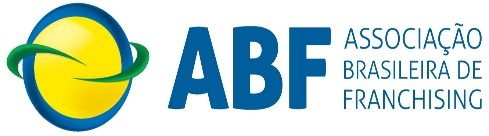 ABF
ASSOCIAÇÃO
BRASILEIRA DE
FRANCHISING